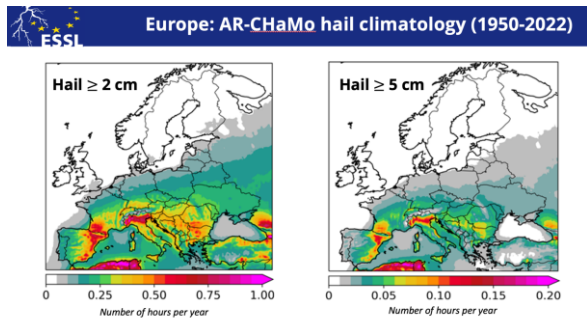 ESSL
Europe: AR-CHaMo hail climatology (1950-2022)
Hail ≥ 2 cm
Hail ≥ 5 cm
0 0.25 0.50 0.75 1.00
Number of hours per year
0 0.05 0.10 0.15 0.20
Number of hours per year